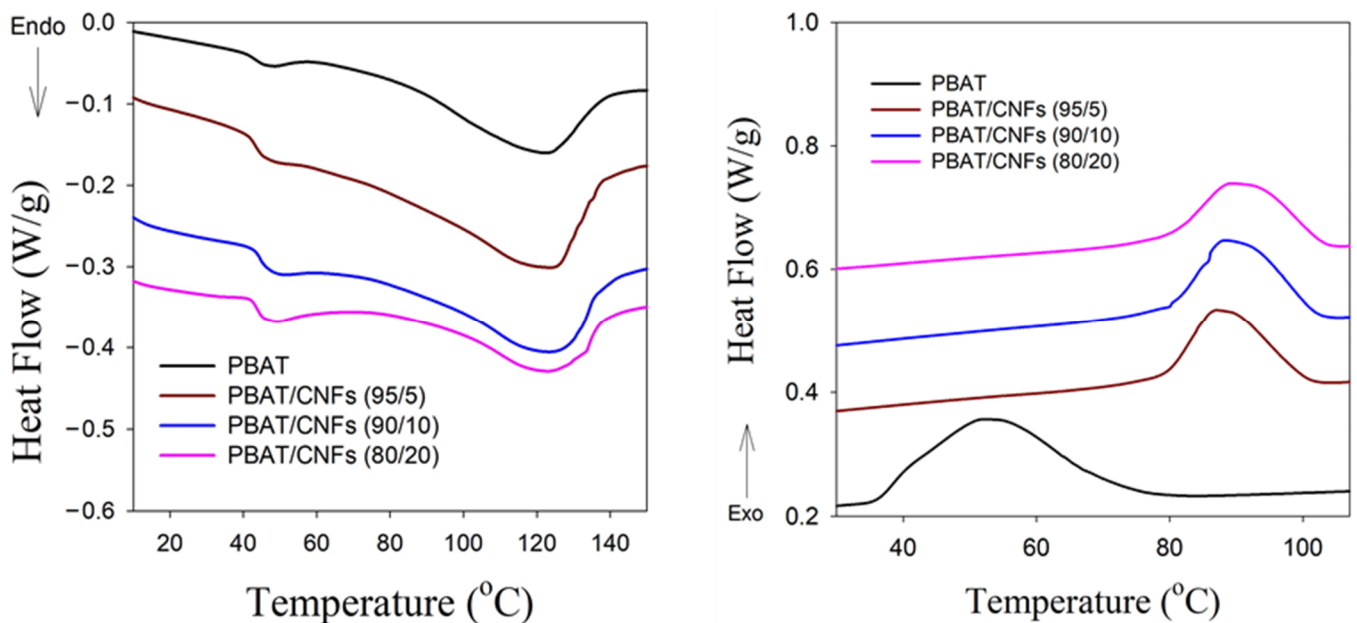 Endo
0.0
−0.1
−0.2
−0.3
−0.4
−0.5
−0.6
Heat Flow (W/g)
PBAT
PBAT/CNFs (95/5)
PBAT/CNFs (90/10)
PBAT/CNFs (80/20)
20 40 60 80 100 120 140
Temperature (°C)
1.0
0.8
0.6
0.4
0.2
Heat Flow (W/g)
Exo
PBAT
PBAT/CNFs (95/5)
PBAT/CNFs (90/10)
PBAT/CNFs (80/20)
40 60 80 100
Temperature (°C)